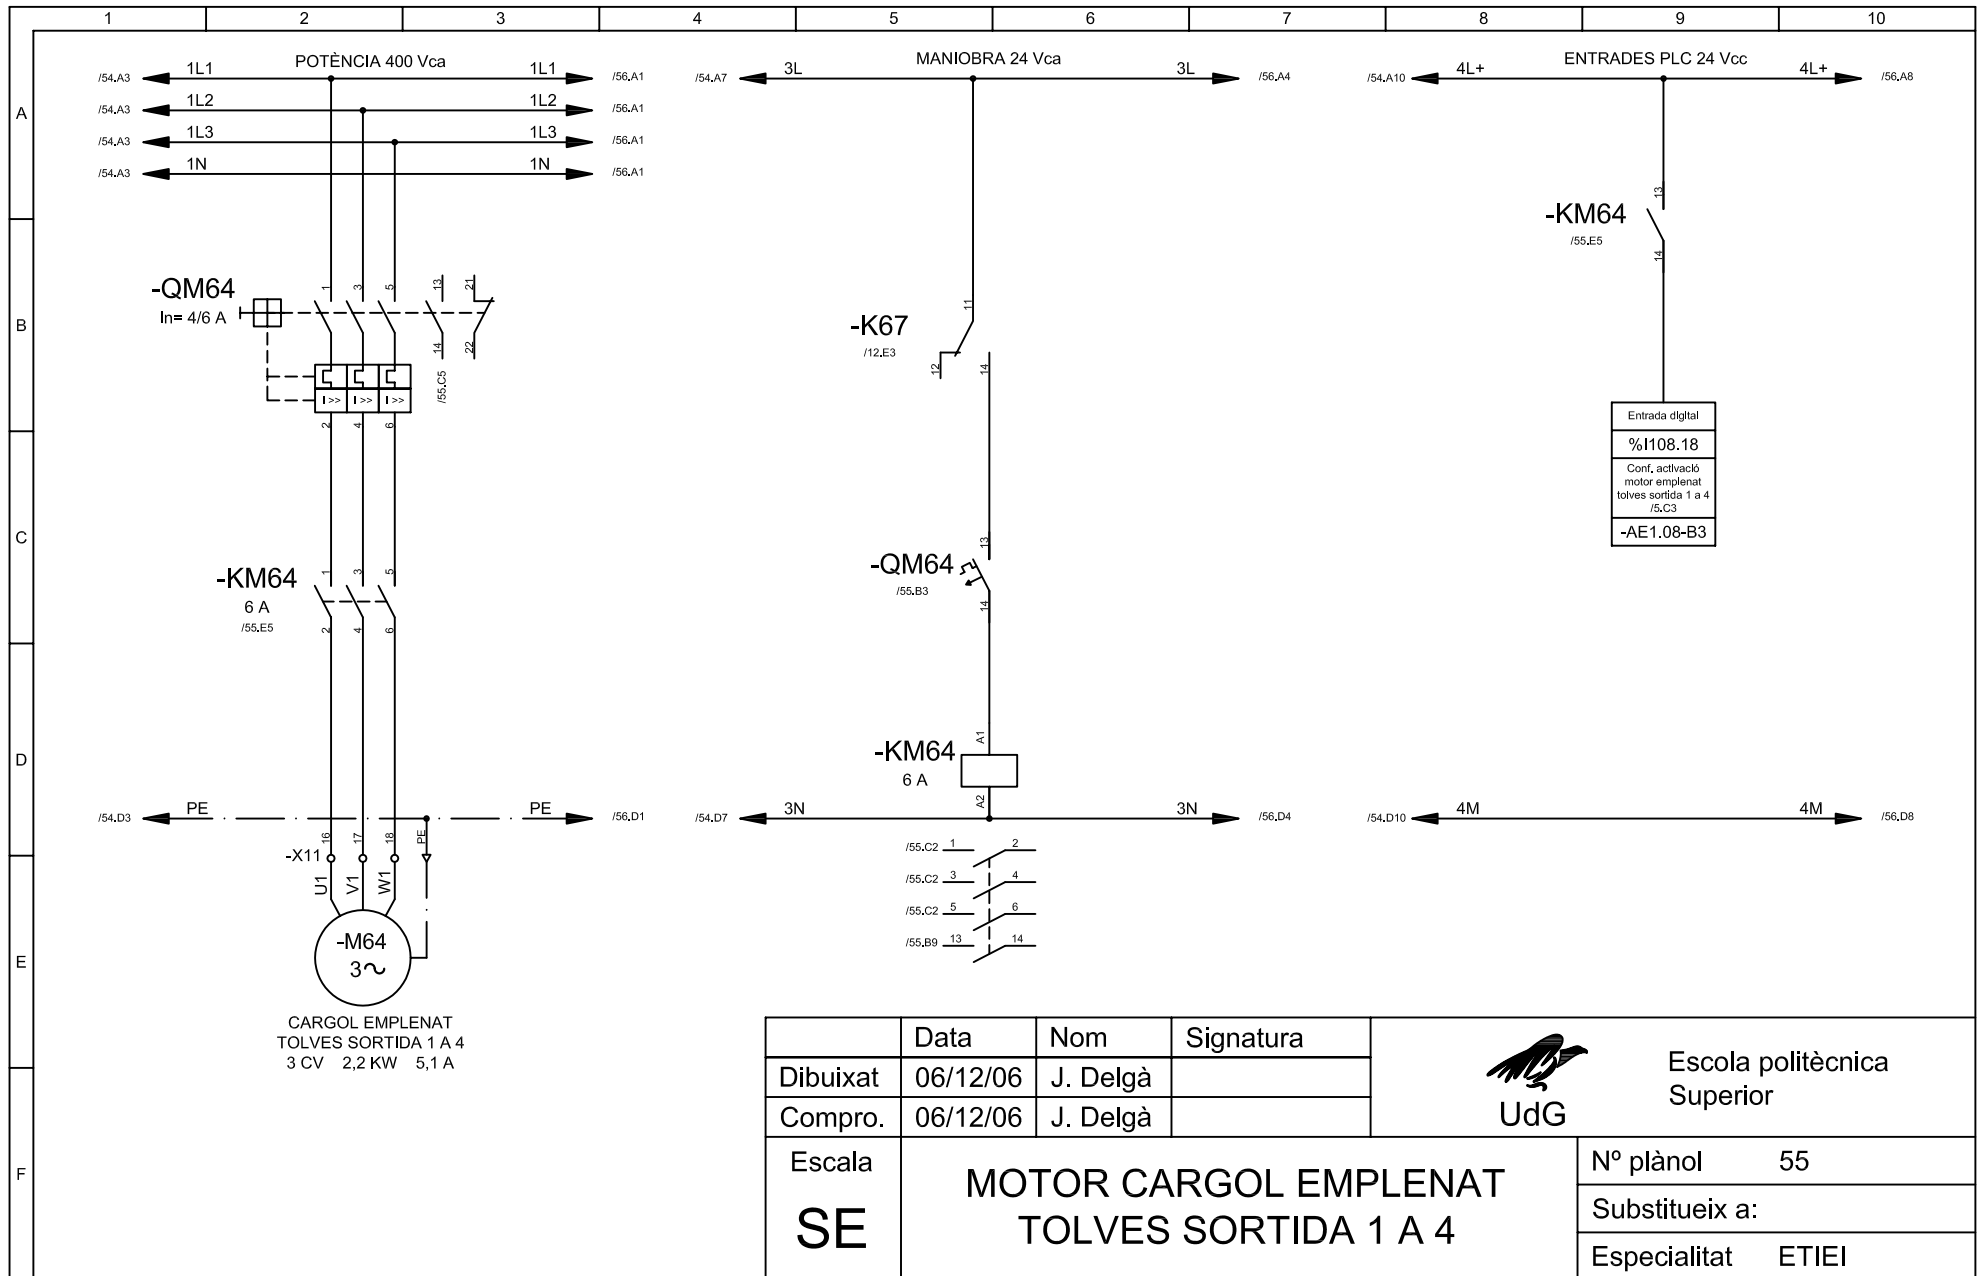 1 2 3 4 5 6 7 8 9 10
A
B
C
D
E
F
POTÈNCIA 400 Vca
/54.A3 1L1 1L1 /56.A1
/54.A3 1L2 1L2 /56.A1
/54.A3 1L3 1L3 /56.A1
/54.A3 1N 1N /56.A1
-QM64
In= 4/6 A
1 3 5 13 21
14 22
/55.C5
I >> I >> I >>
2 4 6
-KM64
6 A
/55.E5
1 3 5
2 4 6
/54.D3 PE PE /56.D1
-X11
16 17 18 PE
U1 V1 W1
-M64
3~
CARGOL EMPLENAT
TOLVES SORTIDA 1 A 4
3 CV 2,2 KW 5,1 A
MANIOBRA 24 Vca
/54.A7 3L 3L /56.A4
-K67
/12.E3
11
12 14
-QM64
/55.B3
13
14
-KM64
6 A
A1
A2
/54.D7 3N 3N /56.D4
/55.C2 1 2
/55.C2 3 4
/55.C2 5 6
/55.B9 13 14
ENTRADES PLC 24 Vcc
/54.A10 4L+ 4L+ /56.A8
-KM64
/55.E5
13
14
Entrada digital
%I108.18
Conf. activació
motor emplenat
tolves sortida 1 a 4
/5.C3
-AE1.08-B3
/54.D10 4M 4M /56.D8
Data Nom Signatura
Dibuixat 06/12/06 J. Delgà
Compro. 06/12/06 J. Delgà
UdG
Escola politècnica
Superior
Escala
SE
MOTOR CARGOL EMPLENAT
TOLVES SORTIDA 1 A 4
Nº plànol 55
Substitueix a:
Especialitat ETIEI